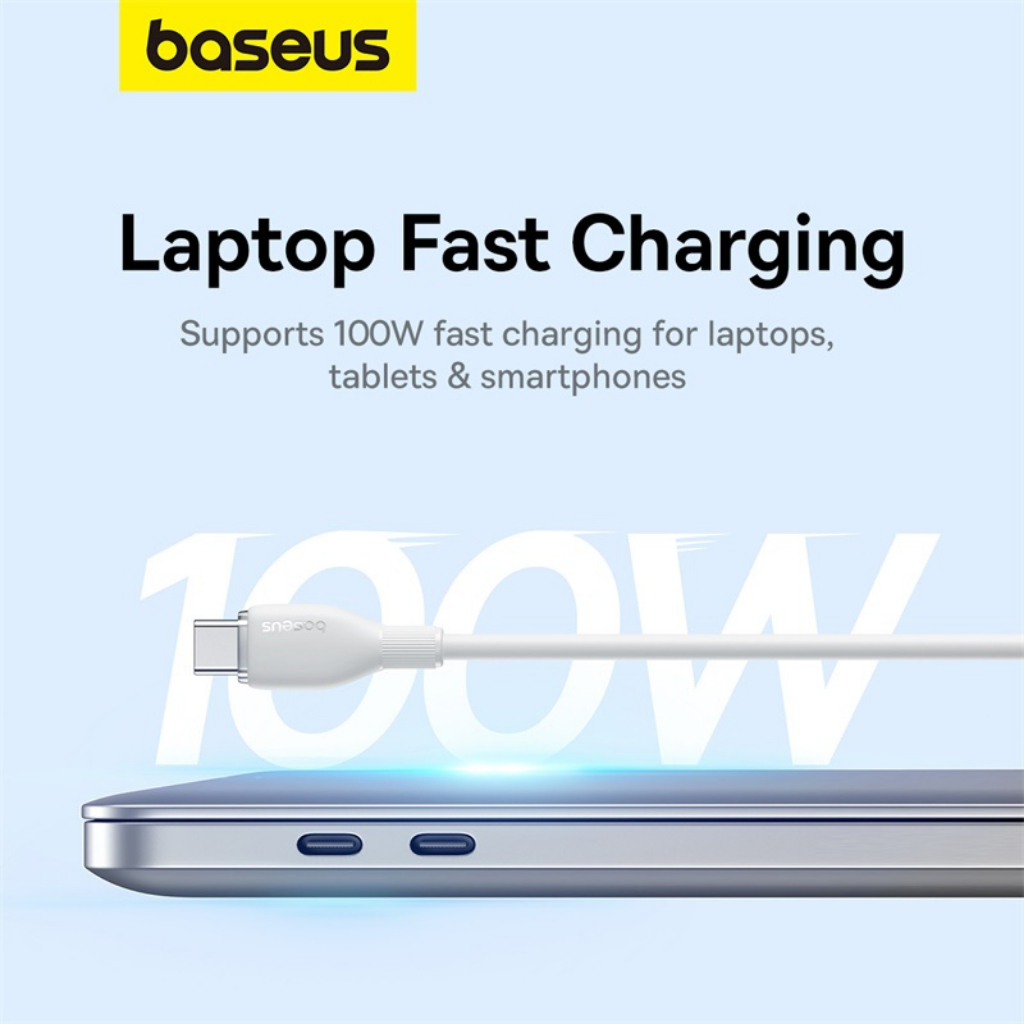 baseus
Laptop Fast Charging
Supports 100W fast charging for laptops,
tablets & smartphones
100W
baseus